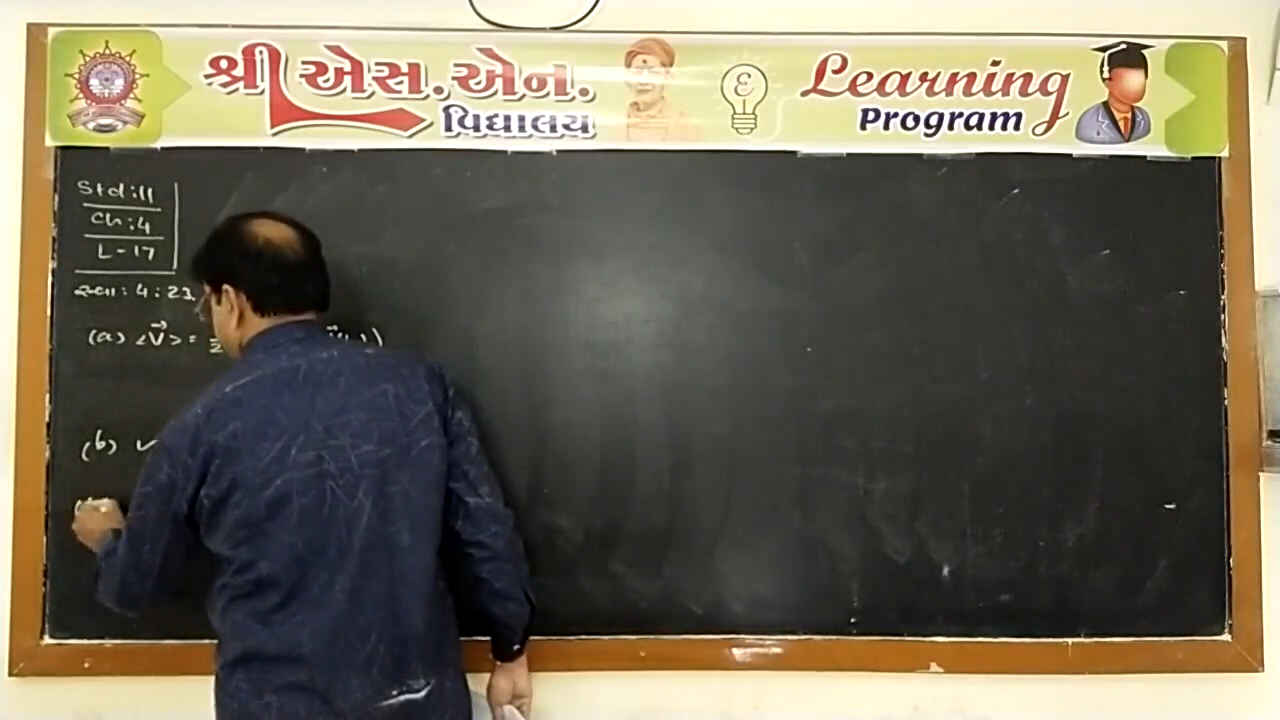 શ્રી એસ. એન.
વિદ્યાલય
Learning
Program
Std:11
Ch:4
L-17
સ્વા: 4:23.
(a) <V⃗> =
(b) v